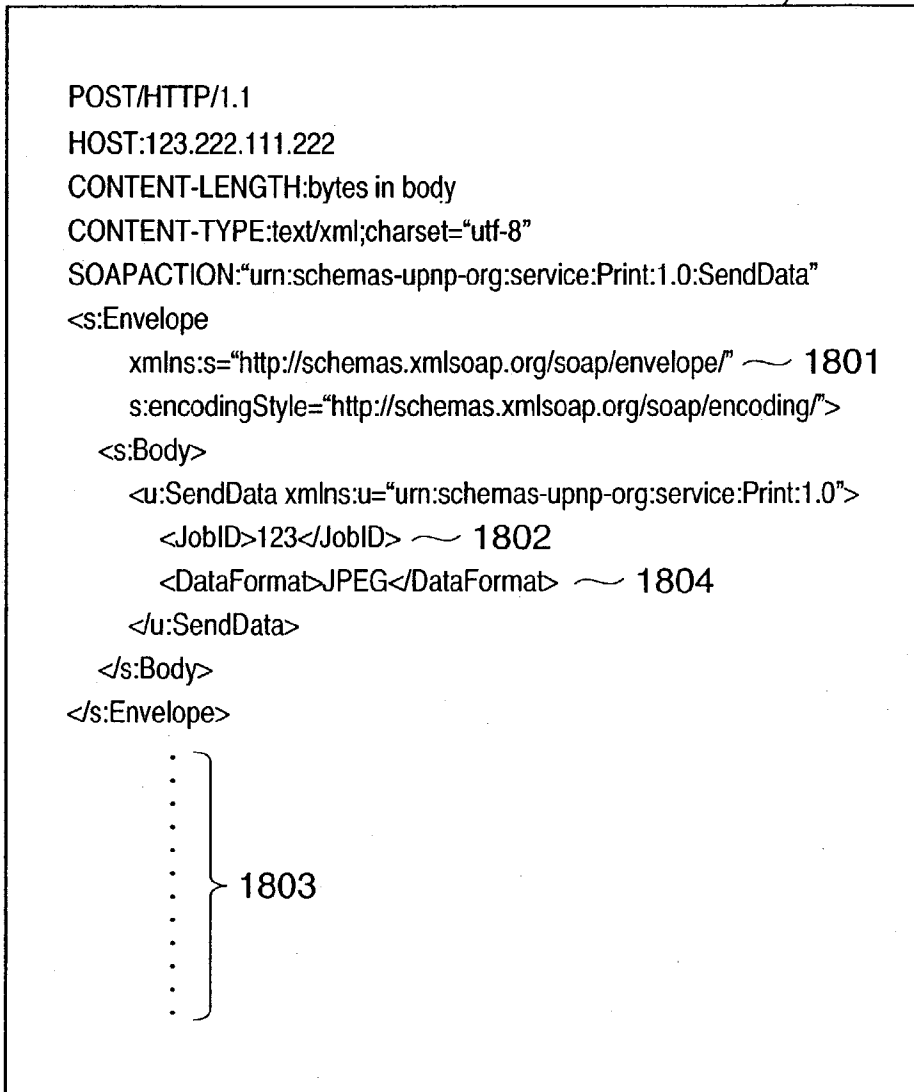 POST/HTTP/1.1
HOST:123.222.111.222
CONTENT-LENGTH:bytes in body
CONTENT-TYPE:text/xml;charset=“utf-8”
SOAPACTION:“urn:schemas-upnp-org:service:Print:1.0:SendData”
<s:Envelope
xmlns:s=“http://schemas.xmlsoap.org/soap/envelope/” 1801
s:encodingStyle=“http://schemas.xmlsoap.org/soap/encoding/”>
<s:Body>
<u:SendData xmlns:u=“urn:schemas-upnp-org:service:Print:1.0”>
<JobID>123</JobID> 1802
<DataFormat>JPEG</DataFormat> 1804
</u:SendData>
</s:Body>
</s:Envelope>
1803